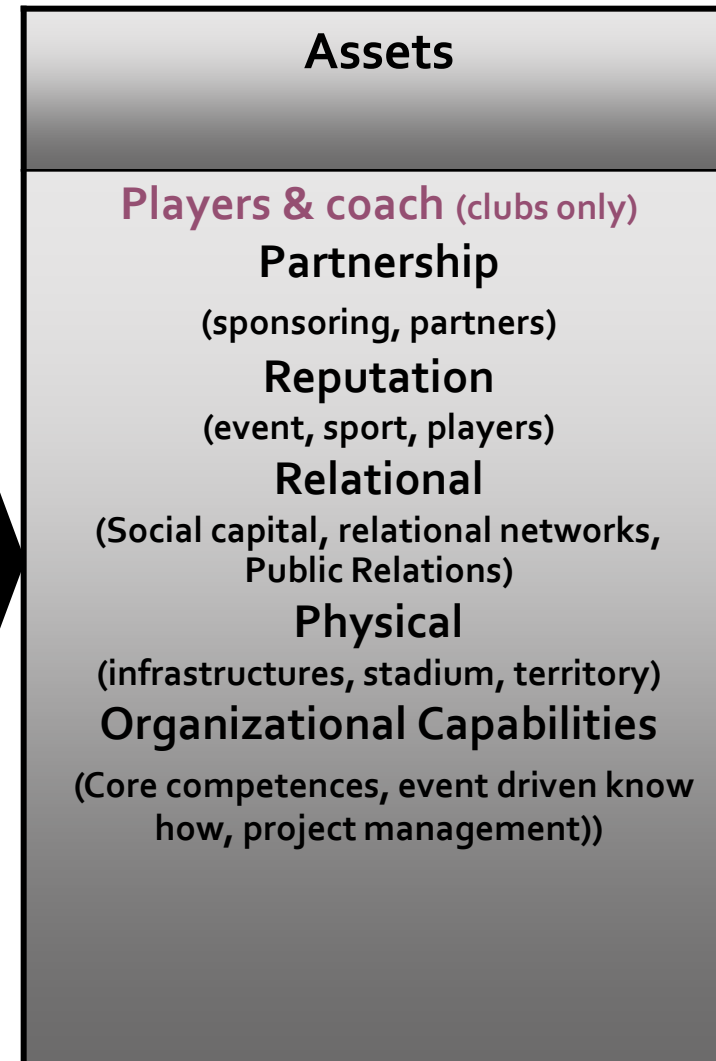 Assets
Players & coach (clubs only)
Partnership
(sponsoring, partners)
Reputation
(event, sport, players)
Relational
(Social capital, relational networks,
Public Relations)
Physical
(infrastructures, stadium, territory)
Organizational Capabilities
(Core competences, event driven know
how, project management))